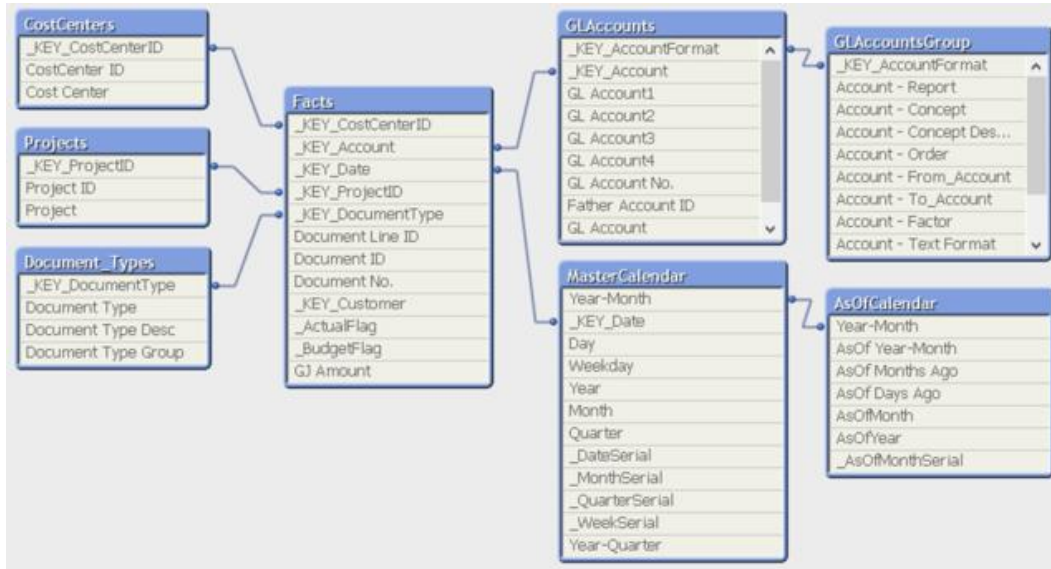 CostCenters
_KEY_CostCenterID
CostCenter ID
Cost Center
Projects
_KEY_ProjectID
Project ID
Project
Document_Types
_KEY_DocumentType
Document Type
Document Type Desc
Document Type Group
Facts
_KEY_CostCenterID
_KEY_Account
_KEY_Date
_KEY_ProjectID
_KEY_DocumentType
Document Line ID
Document ID
Document No.
_KEY_Customer
_ActualFlag
_BudgetFlag
GJ Amount
GLAccounts
_KEY_AccountFormat
_KEY_Account
GL Account1
GL Account2
GL Account3
GL Account4
GL Account No.
Father Account ID
GL Account
MasterCalendar
Year-Month
_KEY_Date
Day
Weekday
Year
Month
Quarter
_DateSerial
_MonthSerial
_QuarterSerial
_WeekSerial
Year-Quarter
GLAccountsGroup
_KEY_AccountFormat
Account - Report
Account - Concept
Account - Concept Des...
Account - Order
Account - From_Account
Account - To_Account
Account - Factor
Account - Text Format
AsOfCalendar
Year-Month
AsOf Year-Month
AsOf Months Ago
AsOf Days Ago
AsOfMonth
AsOfYear
_AsOfMonthSerial